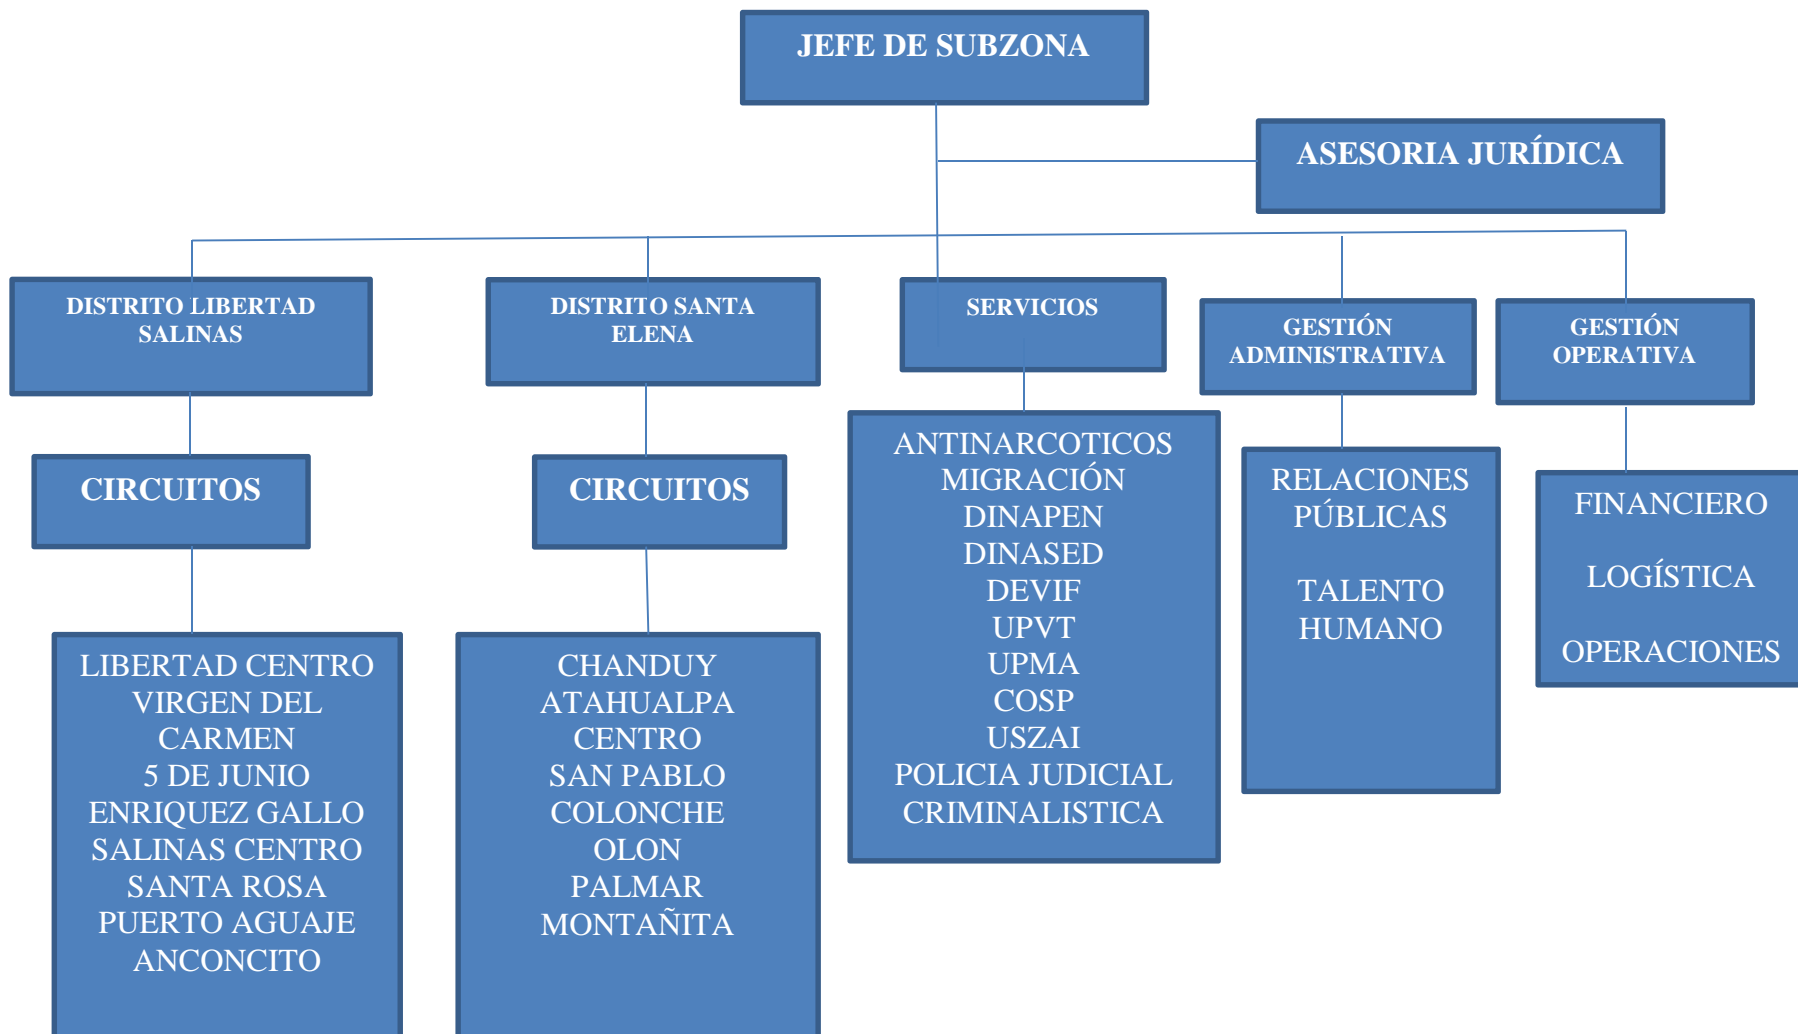 JEFE DE SUBZONA
ASESORIA JURÍDICA
DISTRITO LIBERTAD
SALINAS
DISTRITO SANTA
ELENA
SERVICIOS
GESTIÓN
ADMINISTRATIVA
GESTIÓN
OPERATIVA
CIRCUITOS
CIRCUITOS
LIBERTAD CENTRO
VIRGEN DEL
CARMEN
5 DE JUNIO
ENRIQUEZ GALLO
SALINAS CENTRO
SANTA ROSA
PUERTO AGUAJE
ANCONCITO
CHANDUY
ATAHUALPA
CENTRO
SAN PABLO
COLONCHE
OLON
PALMAR
MONTAÑITA
ANTINARCOTICOS
MIGRACIÓN
DINAPEN
DINASED
DEVIF
UPVT
UPMA
COSP
USZAI
POLICIA JUDICIAL
CRIMINALISTICA
RELACIONES
PÚBLICAS
TALENTO
HUMANO
FINANCIERO
LOGÍSTICA
OPERACIONES